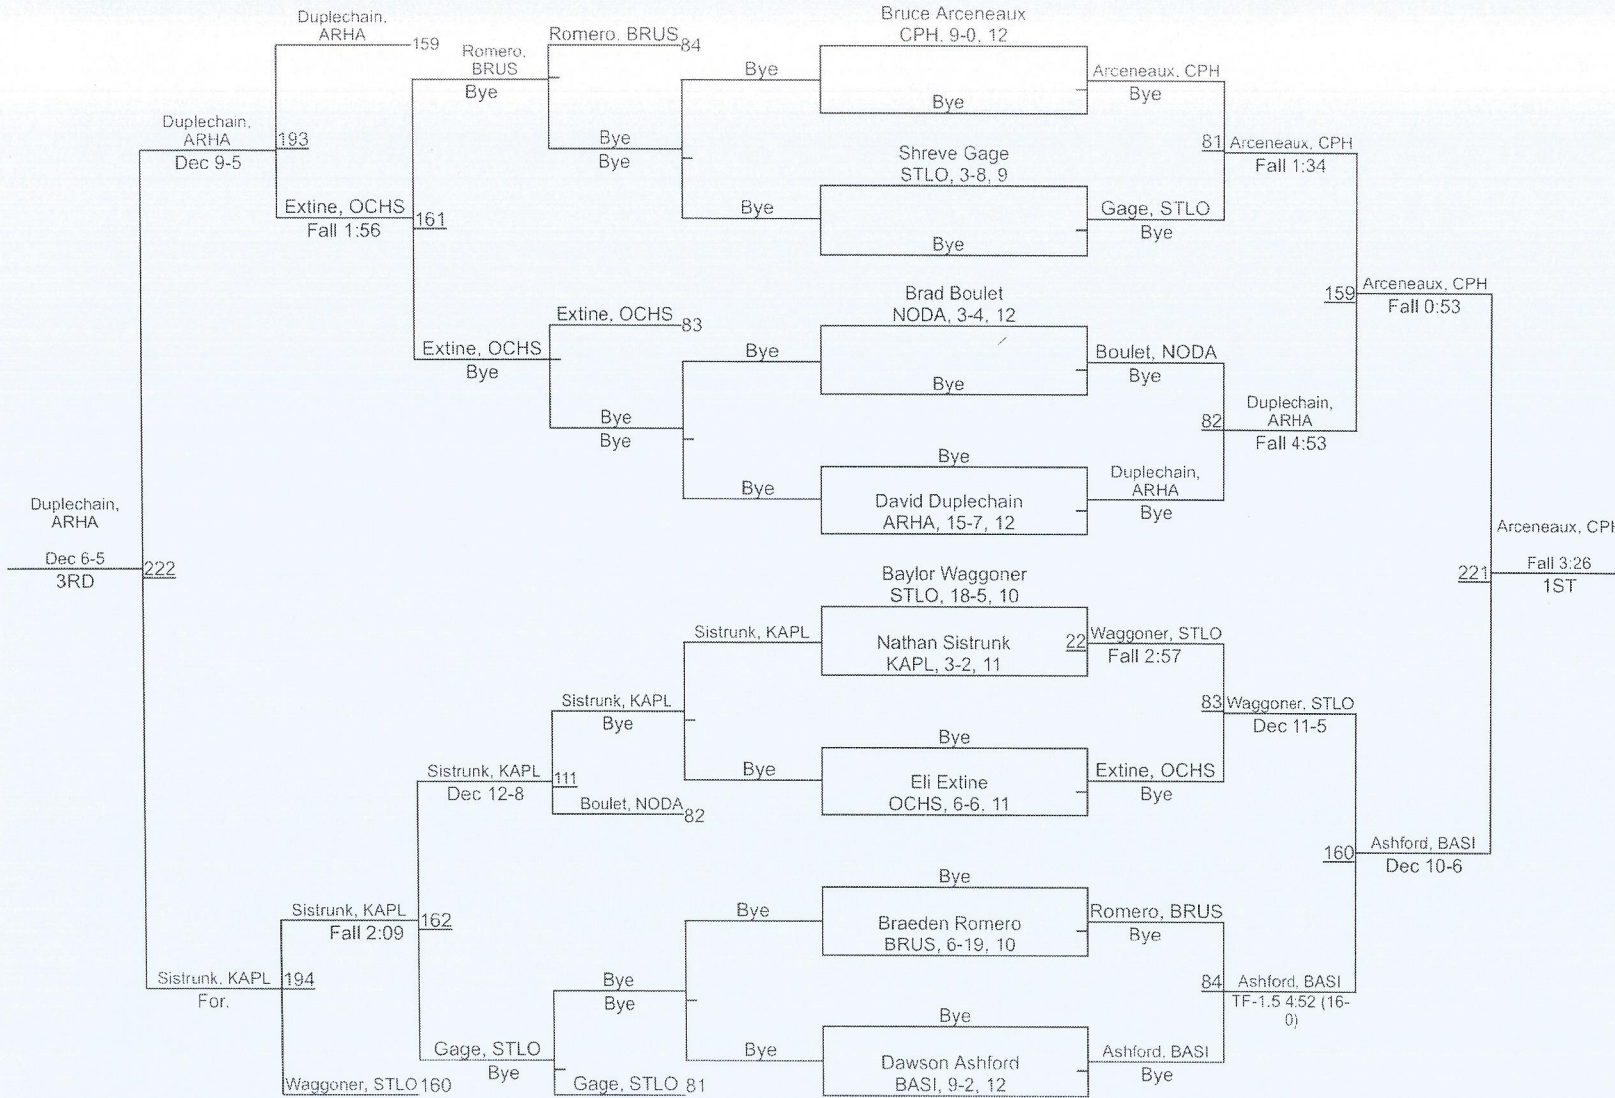 Duplechain,
ARHA
159
Romero,
BRUS
Bye
Romero, BRUS
84
Bye
Bruce Arceneaux
CPH, 9-0, 12
Bye
Arceneaux, CPH
Bye
Duplechain,
ARHA
Dec 9-5
193
Bye
Bye
Shreve Gage
STLO, 3-8, 9
81
Arceneaux, CPH
Fall 1:34
Extine, OCHS
Fall 1:56
161
Bye
Bye
Gage, STLO
Bye
Brad Boulet
NODA, 3-4, 12
159
Arceneaux, CPH
Fall 0:53
Extine, OCHS
83
Extine, OCHS
Bye
Bye
Bye
Boulet, NODA
Bye
Bye
Bye
82
Duplechain,
ARHA
Fall 4:53
Bye
Bye
David Duplechain
ARHA, 15-7, 12
Duplechain,
ARHA
Bye
Duplechain,
ARHA
Dec 6-5
3RD
222
Arceneaux, CPH
Fall 3:26
1ST
221
Baylor Waggoner
STLO, 18-5, 10
Sistrunk, KAPL
Nathan Sistrunk
KAPL, 3-2, 11
22
Waggoner, STLO
Fall 2:57
Sistrunk, KAPL
Bye
83
Waggoner, STLO
Dec 11-5
Bye
Sistrunk, KAPL
Dec 12-8
111
Bye
Eli Extine
OCHS, 6-6, 11
Extine, OCHS
Bye
Boulet, NODA
82
160
Ashford, BASI
Dec 10-6
Bye
Sistrunk, KAPL
Fall 2:09
162
Bye
Braeden Romero
BRUS, 6-19, 10
Romero, BRUS
Bye
Sistrunk, KAPL
For.
194
Bye
Bye
84
Ashford, BASI
TF-1.5 4:52 (16-
0)
Bye
Gage, STLO
Bye
Bye
Dawson Ashford
BASI, 9-2, 12
Ashford, BASI
Bye
Waggoner, STLO
160
Gage, STLO
81